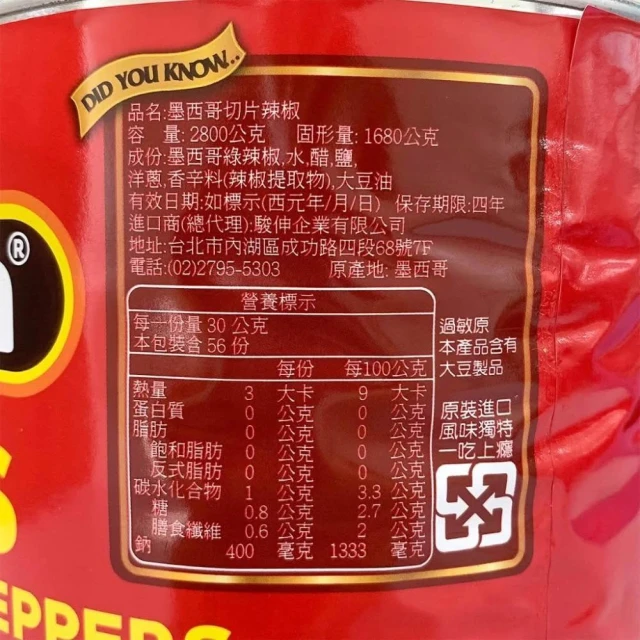 DID YOU KNOW..
品名:墨西哥切片辣椒
容 量: 2800公克 固形量: 1680公克
成份:墨西哥綠辣椒,水,醋,鹽,
洋蔥,香辛料(辣椒提取物),大豆油
有效日期:如標示(西元年/月/日) 保存期限:四年
進口商(總代理):駿伸企業有限公司
地址:台北市內湖區成功路四段68號7F
電話:(02)2795-5303 原產地: 墨西哥
營養標示
每一份量 30 公克
本包裝含 56 份
每份 每100公克
熱量 3 大卡 9 大卡
蛋白質 0 公克 0 公克
脂肪 0 公克 0 公克
飽和脂肪 0 公克 0 公克
反式脂肪 0 公克 0 公克
碳水化合物 1 公克 3.3 公克
糖 0.8 公克 2.7 公克
膳食纖維 0.6 公克 2 公克
鈉 400 毫克 1333 毫克
過敏原
本產品含有
大豆製品
原裝進口
風味獨特
一吃上癮
®
S
EPPERS